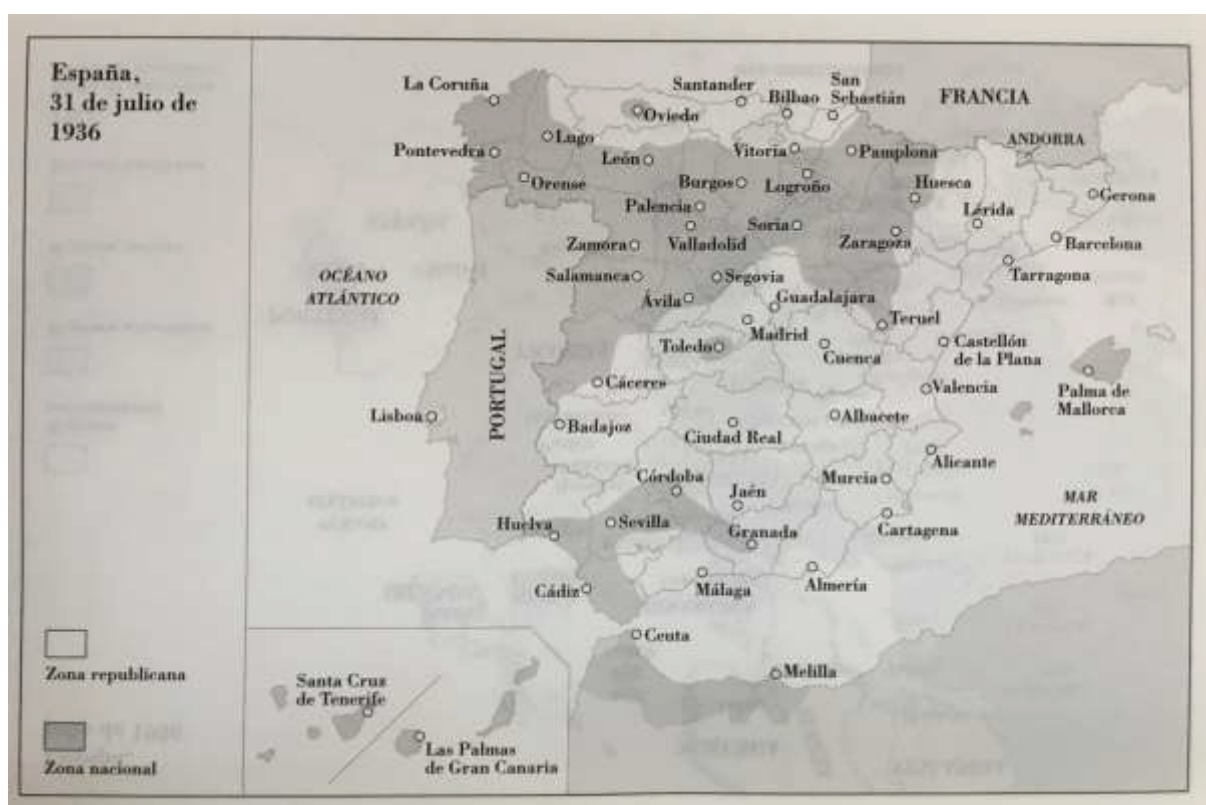 España,
31 de julio de
1936
La Coruña
Santander
San
Sebastián
Bilbao
FRANCIA
Oviedo
Lugo
ANDORRA
Pontevedra
León
Vitoria
Pamplona
Orense
Burgos
Logroño
Huesca
Gerona
Palencia
Lérida
Soria
Zamora
Valladolid
Zaragoza
Barcelona
OCÉANO
ATLÁNTICO
Salamanca
Segovia
Tarragona
Ávila
Guadalajara
Teruel
Madrid
Toledo
Cuenca
Castellón
de la Plana
PORTUGAL
Cáceres
Valencia
Palma de
Mallorca
Lisboa
Badajoz
Ciudad Real
Albacete
Alicante
Córdoba
Murcia
Jaén
MAR
MEDITERRÁNEO
Huelva
Sevilla
Granada
Cartagena
Cádiz
Málaga
Almería
Ceuta
Melilla
Zona republicana
Santa Cruz
de Tenerife
Las Palmas
de Gran Canaria
Zona nacional